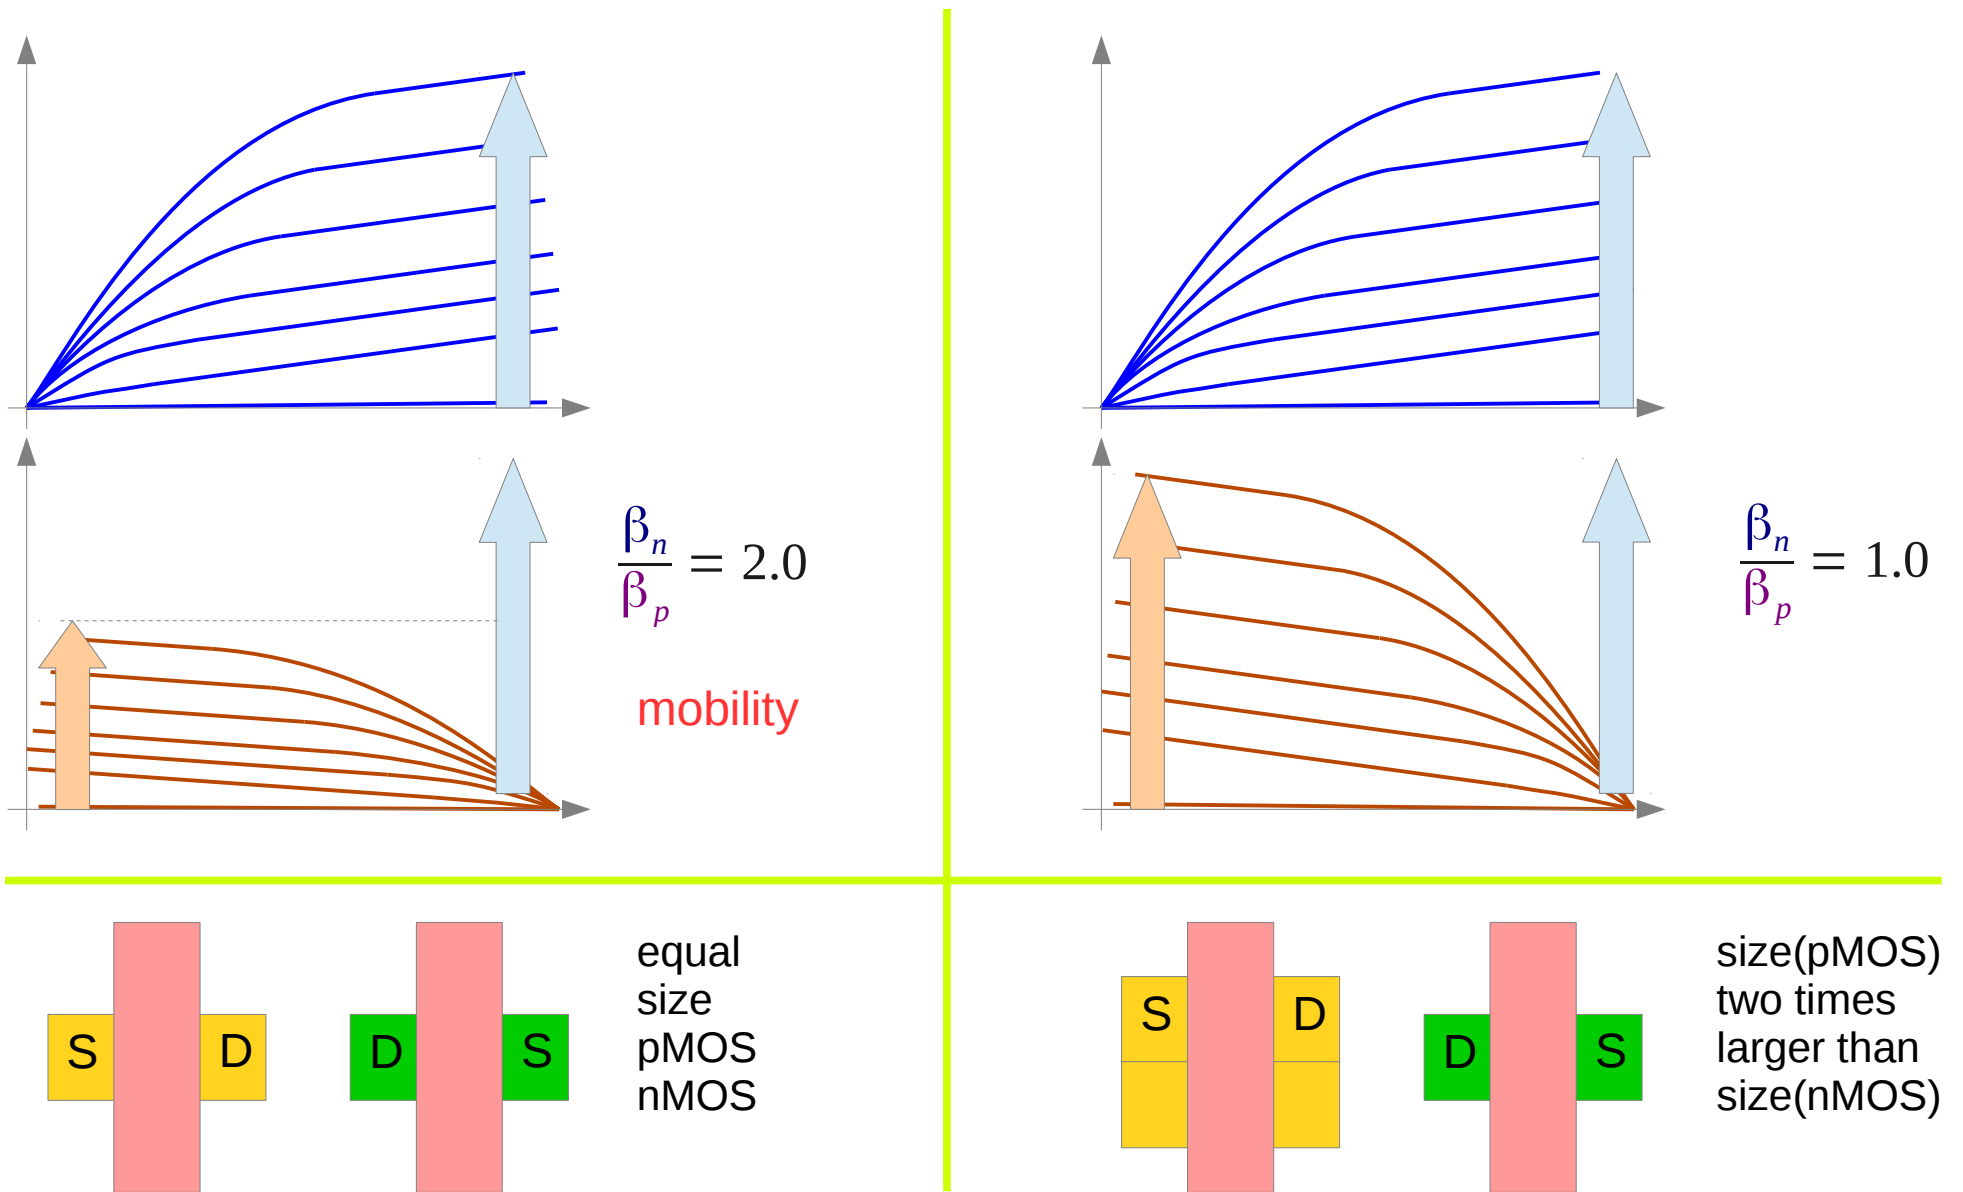 βn/βp = 2.0
mobility
βn/βp = 1.0
S D D S
equal
size
pMOS
nMOS
S D D S
size(pMOS)
two times
larger than
size(nMOS)